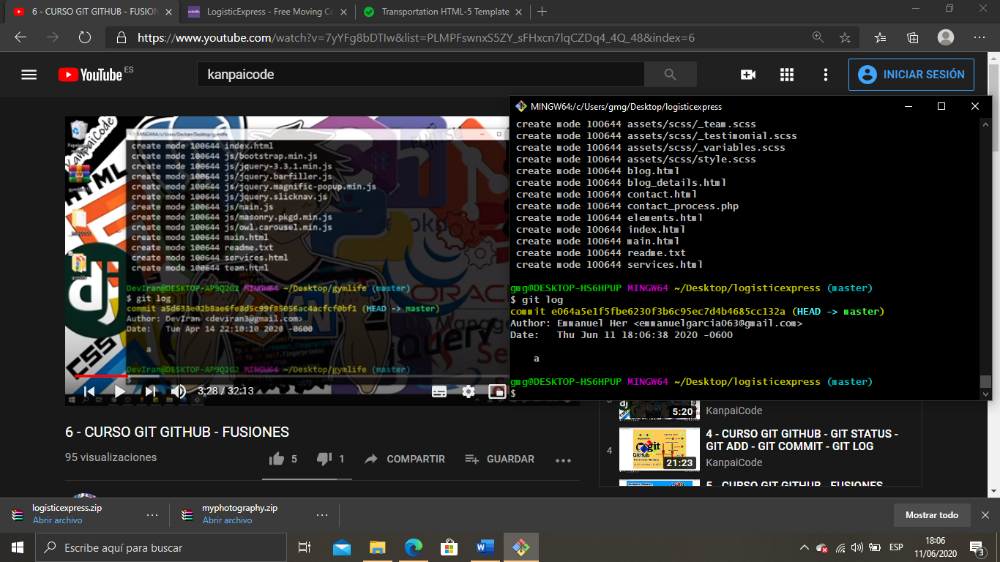 6 - CURSO GIT GITHUB - FUSION
LogisticExpress - Free Moving Co
Transportation HTML-5 Template
https://www.youtube.com/watch?v=7yYFg8bDTIw&list=PLMPFswnxS5ZY_sFHxcn7lqCZDq4_4Q_48&index=6
YouTube ES
kanpaicode
INICIAR SESIÓN
MINGW64:/c/Users/DevIran/Desktop/gymlife
create mode 100644 index.html
create mode 100644 js/bootstrap.min.js
create mode 100644 js/jquery-3.3.1.min.js
create mode 100644 js/jquery.barfiller.js
create mode 100644 js/jquery.magnific-popup.min.js
create mode 100644 js/jquery.slicknav.js
create mode 100644 js/main.js
create mode 100644 js/masonry.pkgd.min.js
create mode 100644 js/owl.carousel.min.js
create mode 100644 main.html
create mode 100644 readme.txt
create mode 100644 services.html
create mode 100644 team.html
DevIran@DESKTOP-AP9Q2G2 MINGW64 ~/Desktop/gymlife (master)
$ git log
commit a5d633e02b8ae6fe8d5c99f85056ac4acfcf0bf1 (HEAD -> master)
Author: DevIran <deviran3@gmail.com>
Date: Tue Apr 14 22:10:10 2020 -0600
a
DevIran@DESKTOP-AP9Q2G2 MINGW64 ~/Desktop/gymlife (master)
$
3:28 / 32:13
MINGW64:/c/Users/gmg/Desktop/logisticexpress
create mode 100644 assets/scss/_team.scss
create mode 100644 assets/scss/_testimonial.scss
create mode 100644 assets/scss/_variables.scss
create mode 100644 assets/scss/style.scss
create mode 100644 blog.html
create mode 100644 blog_details.html
create mode 100644 contact.html
create mode 100644 contact_process.php
create mode 100644 elements.html
create mode 100644 index.html
create mode 100644 main.html
create mode 100644 readme.txt
create mode 100644 services.html
gmg@DESKTOP-HS6HPUP MINGW64 ~/Desktop/logisticexpress (master)
$ git log
commit e064a5e1f5fbe6230f3b6c95ec7d4b4685cc132a (HEAD -> master)
Author: Emmanuel Her <emmanuelgarcia063@gmail.com>
Date: Thu Jun 11 18:06:38 2020 -0600
a
gmg@DESKTOP-HS6HPUP MINGW64 ~/Desktop/logisticexpress (master)
$
6 - CURSO GIT GITHUB - FUSIONES
95 visualizaciones
5
1
COMPARTIR
GUARDAR
5:20
KanpaiCode
4
21:23
4 - CURSO GIT GITHUB - GIT STATUS -
GIT ADD - GIT COMMIT - GIT LOG
KanpaiCode
5 - CURSO GIT GITHUB - FUSIONES
logisticexpress.zip
Abrir archivo
myphotography.zip
Abrir archivo
Mostrar todo
Escribe aquí para buscar
ESP
18:06
11/06/2020
3